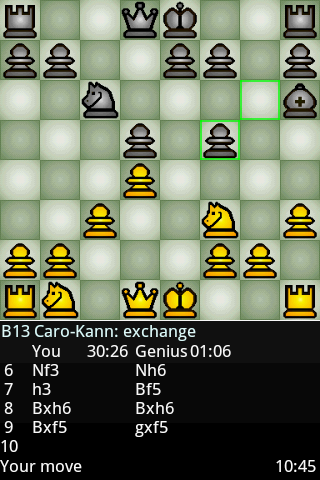 B13 Caro-Kann: exchange
You 30:26 Genius 01:06
6 Nf3 Nh6
7 h3 Bf5
8 Bxh6 Bxh6
9 Bxf5 gxf5
10
Your move 10:45